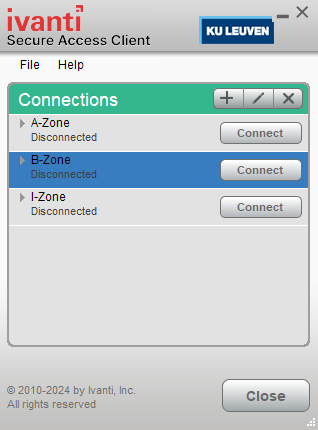 ivanti
Secure Access Client
KU LEUVEN
File Help
Connections
A-Zone
Disconnected
Connect
B-Zone
Disconnected
Connect
I-Zone
Disconnected
Connect
© 2010-2024 by Ivanti, Inc.
All rights reserved
Close